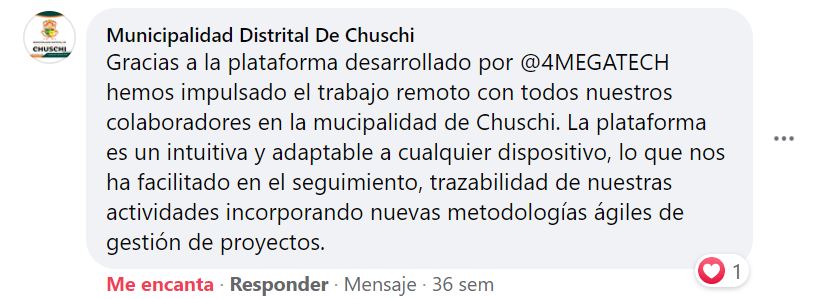 Municipalidad Distrital De Chuschi
Gracias a la plataforma desarrollado por @4MEGATECH
hemos impulsado el trabajo remoto con todos nuestros
colaboradores en la mucipalidad de Chuschi. La plataforma
es un intuitiva y adaptable a cualquier dispositivo, lo que nos
ha facilitado en el seguimiento, trazabilidad de nuestras
actividades incorporando nuevas metodologías ágiles de
gestión de proyectos.
1
Me encanta · Responder · Mensaje · 36 sem
CHUSCHI